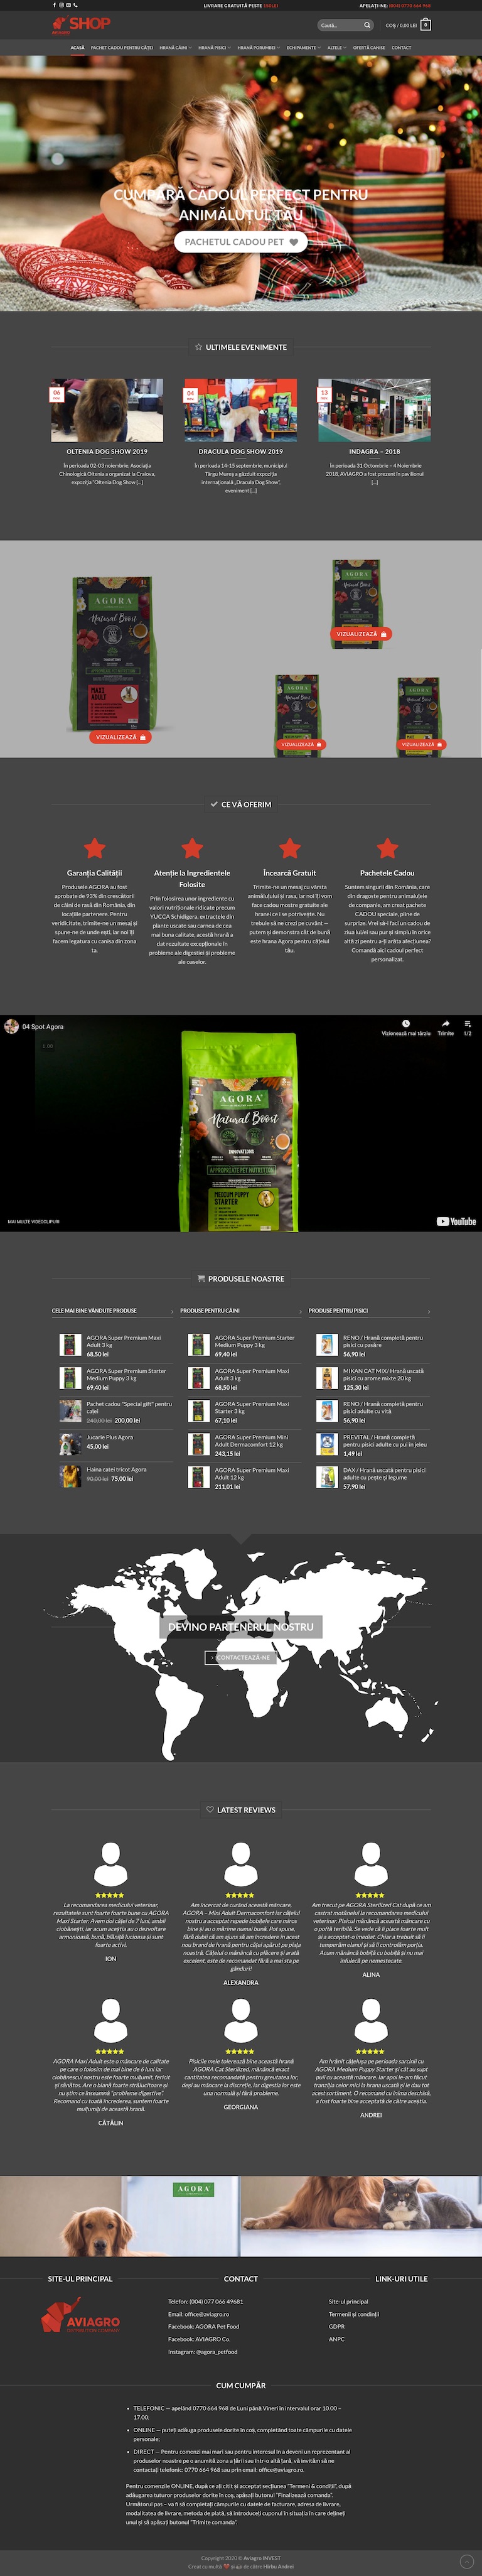 LIVRARE GRATUITĂ PESTE 200LEI
APELAȚI-NE: (004) 0770 664 968
SHOP
Caută...
COȘ / 0,00 LEI
0
ACASĂ
PACHET CADOU PENTRU CĂȚEI
HRANĂ CÂINI
HRANĂ PISICI
HRANĂ PORUMBEI
ECHIPAMENTE
ALTELE
OFERTĂ CANISE
CONTACT
CUMPĂRĂ CADOUL PERFECT PENTRU
ANIMĂLUȚUL TĂU
PACHETUL CADOU PET
ULTIMELE EVENIMENTE
06
04
13
OLTENIA DOG SHOW 2019
În perioada 02-03 noiembrie, Asociația
Chinologică Oltenia a organizat la Craiova,
expoziția "Oltenia Dog Show [...]
DRACULA DOG SHOW 2019
În perioada 14-15 septembrie, municipiul
Târgu Mureș a găzduit expoziția
internațională „Dracula Dog Show",
eveniment [...]
INDAGRA – 2018
În perioada 31 Octombrie – 4 Noiembrie
2018, AVIAGRO a fost prezent în pavilionul
[...]
AGORA
Natural Boost
MAXI
ADULT
VIZUALIZEAZĂ
AGORA
Natural Boost
VIZUALIZEAZĂ
AGORA
Natural Boost
VIZUALIZEAZĂ
AGORA
Natural Boost
VIZUALIZEAZĂ
CE VĂ OFERIM
Garanția Calității
Produsele AGORA au fost
aprobate de 93% din crescătorii
de câini de rasă din România, din
locațiile partenere. Pentru
veridicitate, trimite-ne un mesaj și
spune-ne de unde ești, iar noi îți
facem legatura cu canisa din zona
ta.
Atenție la Ingredientele
Folosite
Prin folosirea unor ingrediente cu
valori nutriționale ridicate precum
YUCCA Schidigera, extractele din
plante uscate sau carnea de cea
mai buna calitate, acestă hrană a
dat rezultate excepționale în
probleme ale digestiei și probleme
ale oaselor.
Încearcă Gratuit
Trimite-ne un mesaj cu vârsta
animăluțului și rasa, iar noi îți vom
face cadou mostre gratuite ale
hranei ce i se potrivește. Nu
trebuie să ne crezi pe cuvânt —
putem și demonstra cât de bună
este hrana Agora pentru cățelul
tău.
Pachetele Cadou
Suntem singurii din România, care
din dragoste pentru animaluțele
de companie, am creat pachete
CADOU speciale, pline de
surprize. Vrei să-i faci un cadou de
ziua lui/ei sau pur și simplu în orice
altă zi pentru a-ți arăta afecțiunea?
Comandă aici cadoul perfect
personalizat.
04 Spot Agora
Vizionează mai târziu
Trimite
1/2
AGORA
Natural Boost
Innovation
APPROPRIATE PET NUTRITION
MEDIUM PUPPY
STARTER
MAI MULTE VIDEOCLIPURI
YouTube
PRODUSELE NOASTRE
CELE MAI BINE VÂNDUTE PRODUSE
AGORA Super Premium Maxi
Adult 3 kg
68,50 lei
AGORA Super Premium Starter
Medium Puppy 3 kg
69,40 lei
Pachet cadou "Special gift" pentru
cației
240,00 lei 200,00 lei
Jucarie Plus Agora
45,00 lei
Haina catei tricot Agora
90,00 lei 75,00 lei
PRODUSE PENTRU CAINI
AGORA Super Premium Starter
Medium Puppy 3 kg
69,40 lei
AGORA Super Premium Maxi
Adult 3 kg
68,50 lei
AGORA Super Premium Maxi
Starter 3 kg
67,10 lei
AGORA Super Premium Mini
Adult Dermacomfort 12 kg
243,15 lei
AGORA Super Premium Maxi
Adult 12 kg
211,01 lei
PRODUSE PENTRU PISICI
RENO / Hrană completă pentru
pisici cu pasăre
56,90 lei
MIKAN CAT MIX/ Hrană uscată
pisici cu arome mixte 20 kg
125,30 lei
RENO / Hrană completă pentru
pisici adulte cu vită
56,90 lei
PREVITAL / Hrană completă
pentru pisici adulte cu pui în jeleu
1,49 lei
DAX / Hrană uscată pentru pisici
adulte cu pește și legume
57,90 lei
DEVINO PARTENERUL NOSTRU
CONTACTEAZĂ-NE
LATEST REVIEWS
La recomandarea medicului veterinar,
rezultatele sunt foarte bune cu AGORA
Maxi Starter. Avem doi căței de 7 luni, ambii
ciobănești, iar acum aceștia au o dezvoltare
armonioasă, bună, blăniță lucioasa și sunt
foarte activi.
ION
Am încercat de curând această mâncare,
AGORA – Mini Adult Dermacomfort iar cățelul
nostru a acceptat repede bobițele care miros
bine și au o mărime numai bună. Pot spune,
fără dubii că am ajuns să am încredere în acest
nou brand de hrană pentru căței apărut pe piața
noastră. Cățelul o mănâncă cu plăcere și arată
excelent, este de recomandat fără a mai sta pe
gânduri!
ALEXANDRA
Am trecut pe AGORA Sterilized Cat după ce am
castrat motănelul la recomandarea medicului
veterinar. Pisicul mănâncă această mâncare cu
o poftă teribilă. Se vede că îi place foarte mult
și a acceptat-o imediat. Chiar a trebuit să îi
temperăm elanul și să îi controlăm porția.
Acum mănâncă bobiță cu bobiță și nu mai
înfulecă pe nemestecate.
ALINA
AGORA Maxi Adult este o mâncare de calitate
pe care o folosim de mai bine de 6 luni iar
ciobănescul nostru este foarte mulțumit, fericit
și sănătos. Are o blană foarte strălucitoare și
nu știm ce înseamnă "probleme digestive".
Recomand cu toată încrederea, suntem foarte
mulțumiți de această hrană.
CĂTĂLIN
Pisicile mele tolerează bine această hrană
AGORA Cat Sterilized, mănâncă exact
cantitatea recomandată pentru greutatea lor,
deși au mâncare la discreție, iar digestia lor este
una normală și fără probleme.
GEORGIANA
Am hrănit cățelușa pe perioada sarcinii cu
AGORA Medium Puppy Starter și cât au supt
puii cu această mâncare. Iar apoi le-am făcut
tranziția celor mici la hrana uscată și le dau tot
acest sortiment. O recomand cu inima deschisă,
a fost foarte bine acceptată de către aceștia.
ANDREI
AGORA
SITE-UL PRINCIPAL
AVIAGRO
DISTRIBUTION COMPANY
CONTACT
Telefon: (004) 077 066 49681
Email: office@aviagro.ro
Facebook: AGORA Pet Food
Facebook: AVIAGRO Co.
Instagram: @agora_petfood
LINK-URI UTILE
Site-ul principal
Termenii și condiții
GDPR
ANPC
CUM CUMPĂR
TELEFONIC — apelând 0770 664 968 de Luni până Vineri în intervalul orar 10.00 –
17.00;
ONLINE — puteți adăuga produsele dorite în coș, completând toate câmpurile cu datele
personale;
DIRECT — Pentru comenzi mai mari sau pentru interesul în a deveni un reprezentant al
produselor noastre pe o anumită zonă a țării sau într-o altă țară, vă invităm să ne
contactați telefonic: 0770 664 968 sau prin email: office@aviagro.ro.
Pentru comenzile ONLINE, după ce ați citit și acceptat secțiunea "Termeni & condiții", după
adăugarea tuturor produselor dorite în coș, apăsați butonul "Finalizează comanda".
Următorul pas – va fi să completați câmpurile cu datele de facturare, adresa de livrare,
modalitatea de livrare, metoda de plată, să introduceți cuponul în situația în care dețineți
unul și să apăsați butonul "Trimite comanda".
Copyright 2020 © Aviagro INVEST
Creat cu multă ❤ și ☕ de către Hîrbu Andrei